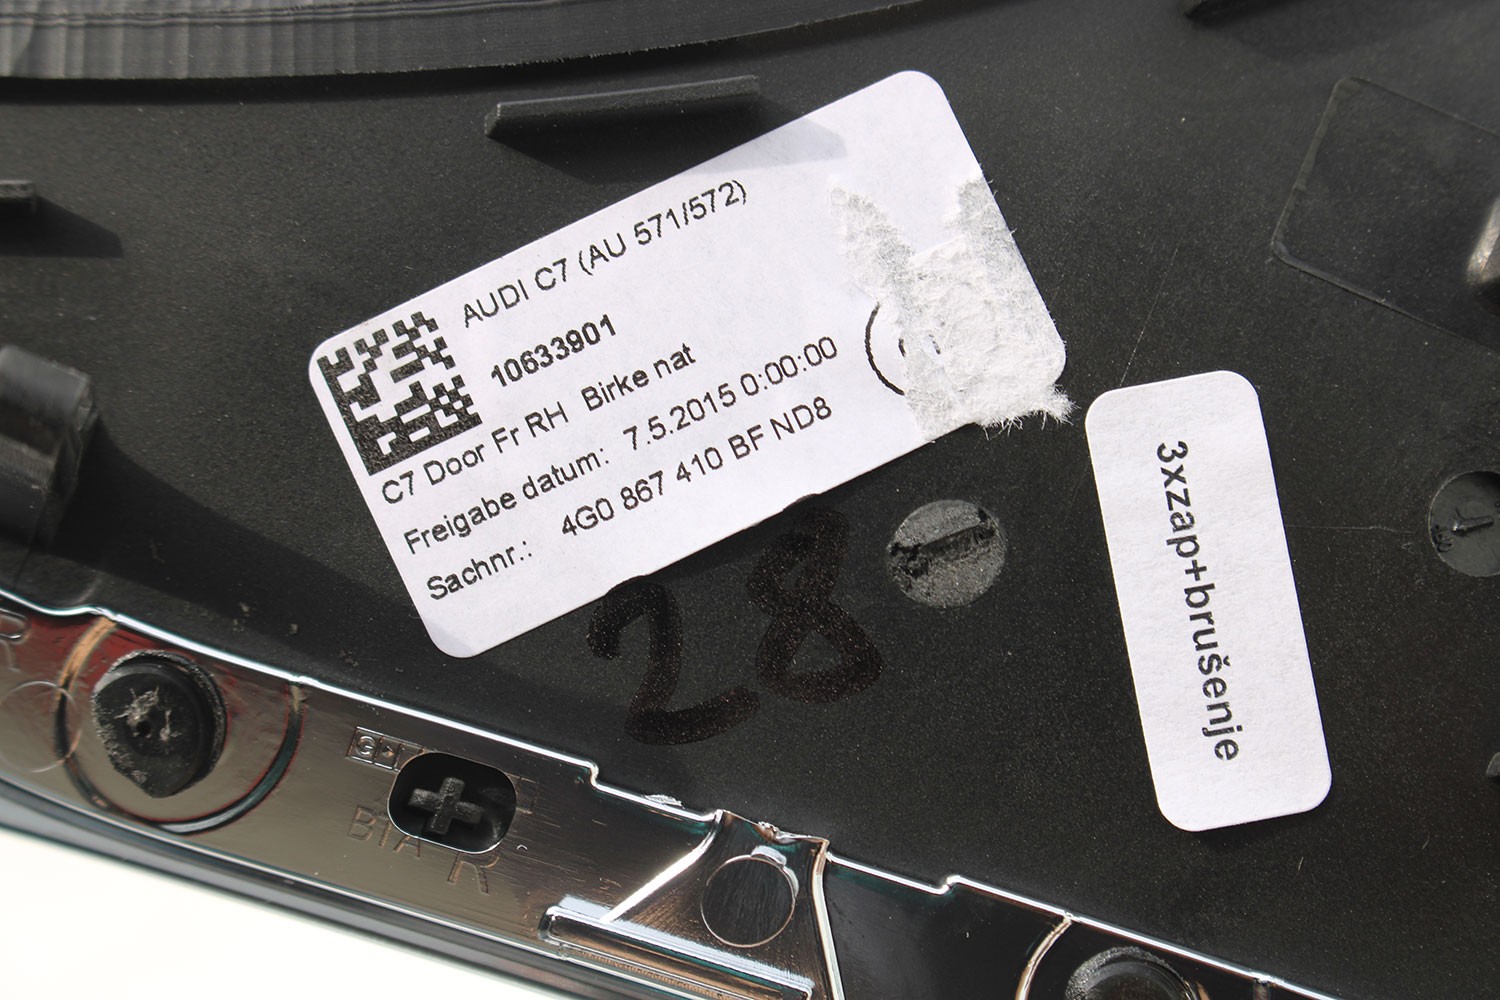 AUDI C7 (AU 571/572)
10633901
C7 Door Fr RH Birke nat
Freigabe datum: 7.5.2015 0:00:00
Sachnr.: 4G0 867 410 BF ND8
28
3xzap+brušenje
R